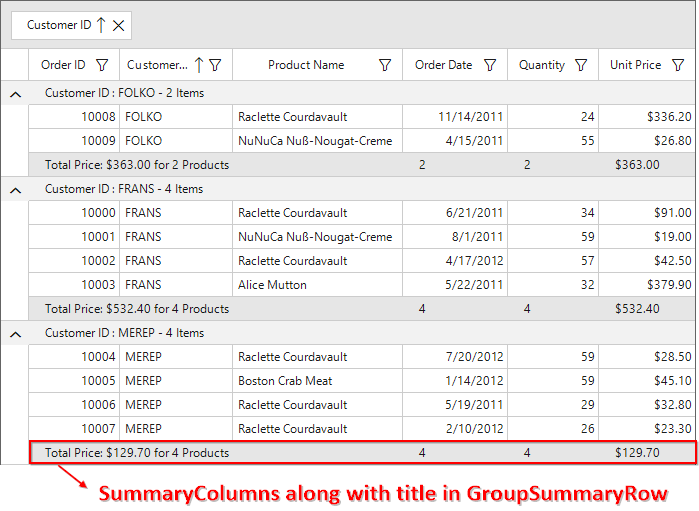 Customer ID
Order ID Customer... Product Name Order Date Quantity Unit Price
Customer ID : FOLKO - 2 Items
10008 FOLKO Raclette Courdavault 11/14/2011 24 $336.20
10009 FOLKO NuNuCa Nuß-Nougat-Creme 4/15/2011 55 $26.80
Total Price: $363.00 for 2 Products 2 2 $363.00
Customer ID : FRANS - 4 Items
10000 FRANS Raclette Courdavault 6/21/2011 34 $91.00
10001 FRANS NuNuCa Nuß-Nougat-Creme 8/1/2011 59 $19.00
10002 FRANS Raclette Courdavault 4/17/2012 57 $42.50
10003 FRANS Alice Mutton 5/22/2011 32 $379.90
Total Price: $532.40 for 4 Products 4 4 $532.40
Customer ID : MEREP - 4 Items
10004 MEREP Raclette Courdavault 7/20/2012 59 $28.50
10005 MEREP Boston Crab Meat 1/14/2012 59 $45.10
10006 MEREP Raclette Courdavault 5/19/2011 29 $32.80
10007 MEREP Raclette Courdavault 2/10/2012 26 $23.30
Total Price: $129.70 for 4 Products 4 4 $129.70
SummaryColumns along with title in GroupSummaryRow